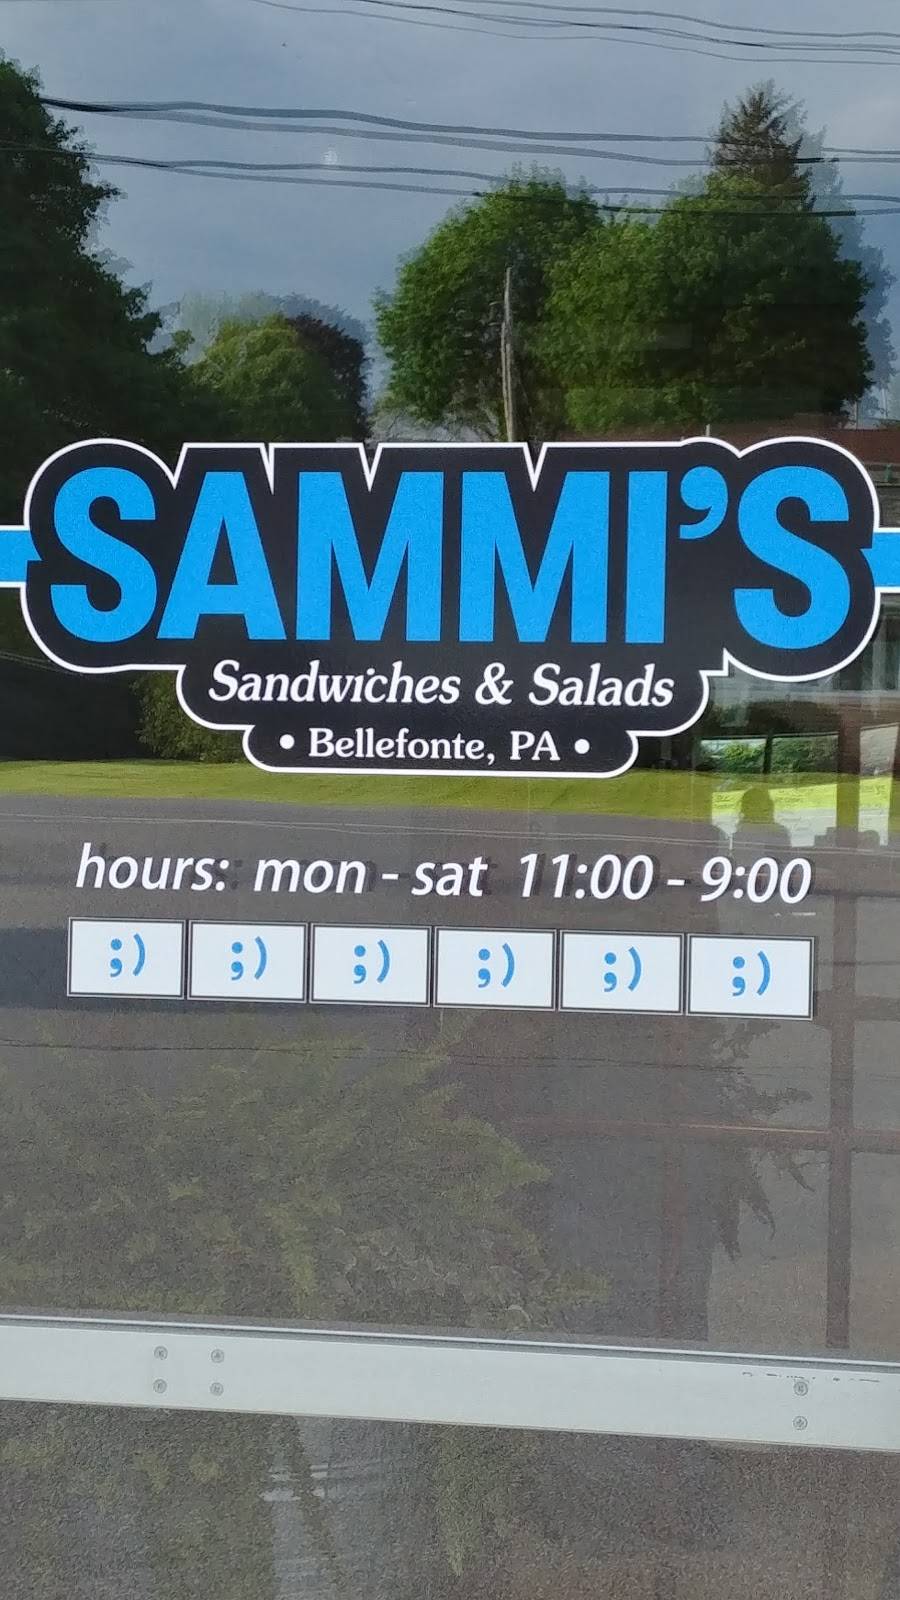 SAMMI'S
Sandwiches & Salads
• Bellefonte, PA •
hours: mon - sat 11:00 - 9:00
;) ;) ;) ;) ;) ;)